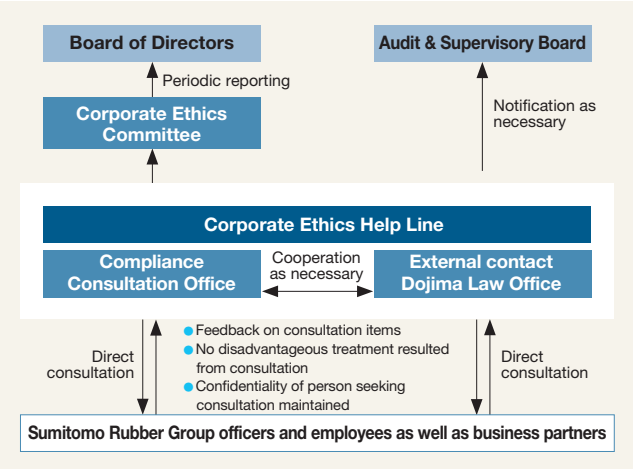 Board of Directors
Audit & Supervisory Board
Periodic reporting
Corporate Ethics
Committee
Notification as
necessary
Corporate Ethics Help Line
Compliance
Consultation Office
Cooperation
as necessary
External contact
Dojima Law Office
Direct
consultation
● Feedback on consultation items
● No disadvantageous treatment resulted
from consultation
● Confidentiality of person seeking
consultation maintained
Direct
consultation
Sumitomo Rubber Group officers and employees as well as business partners